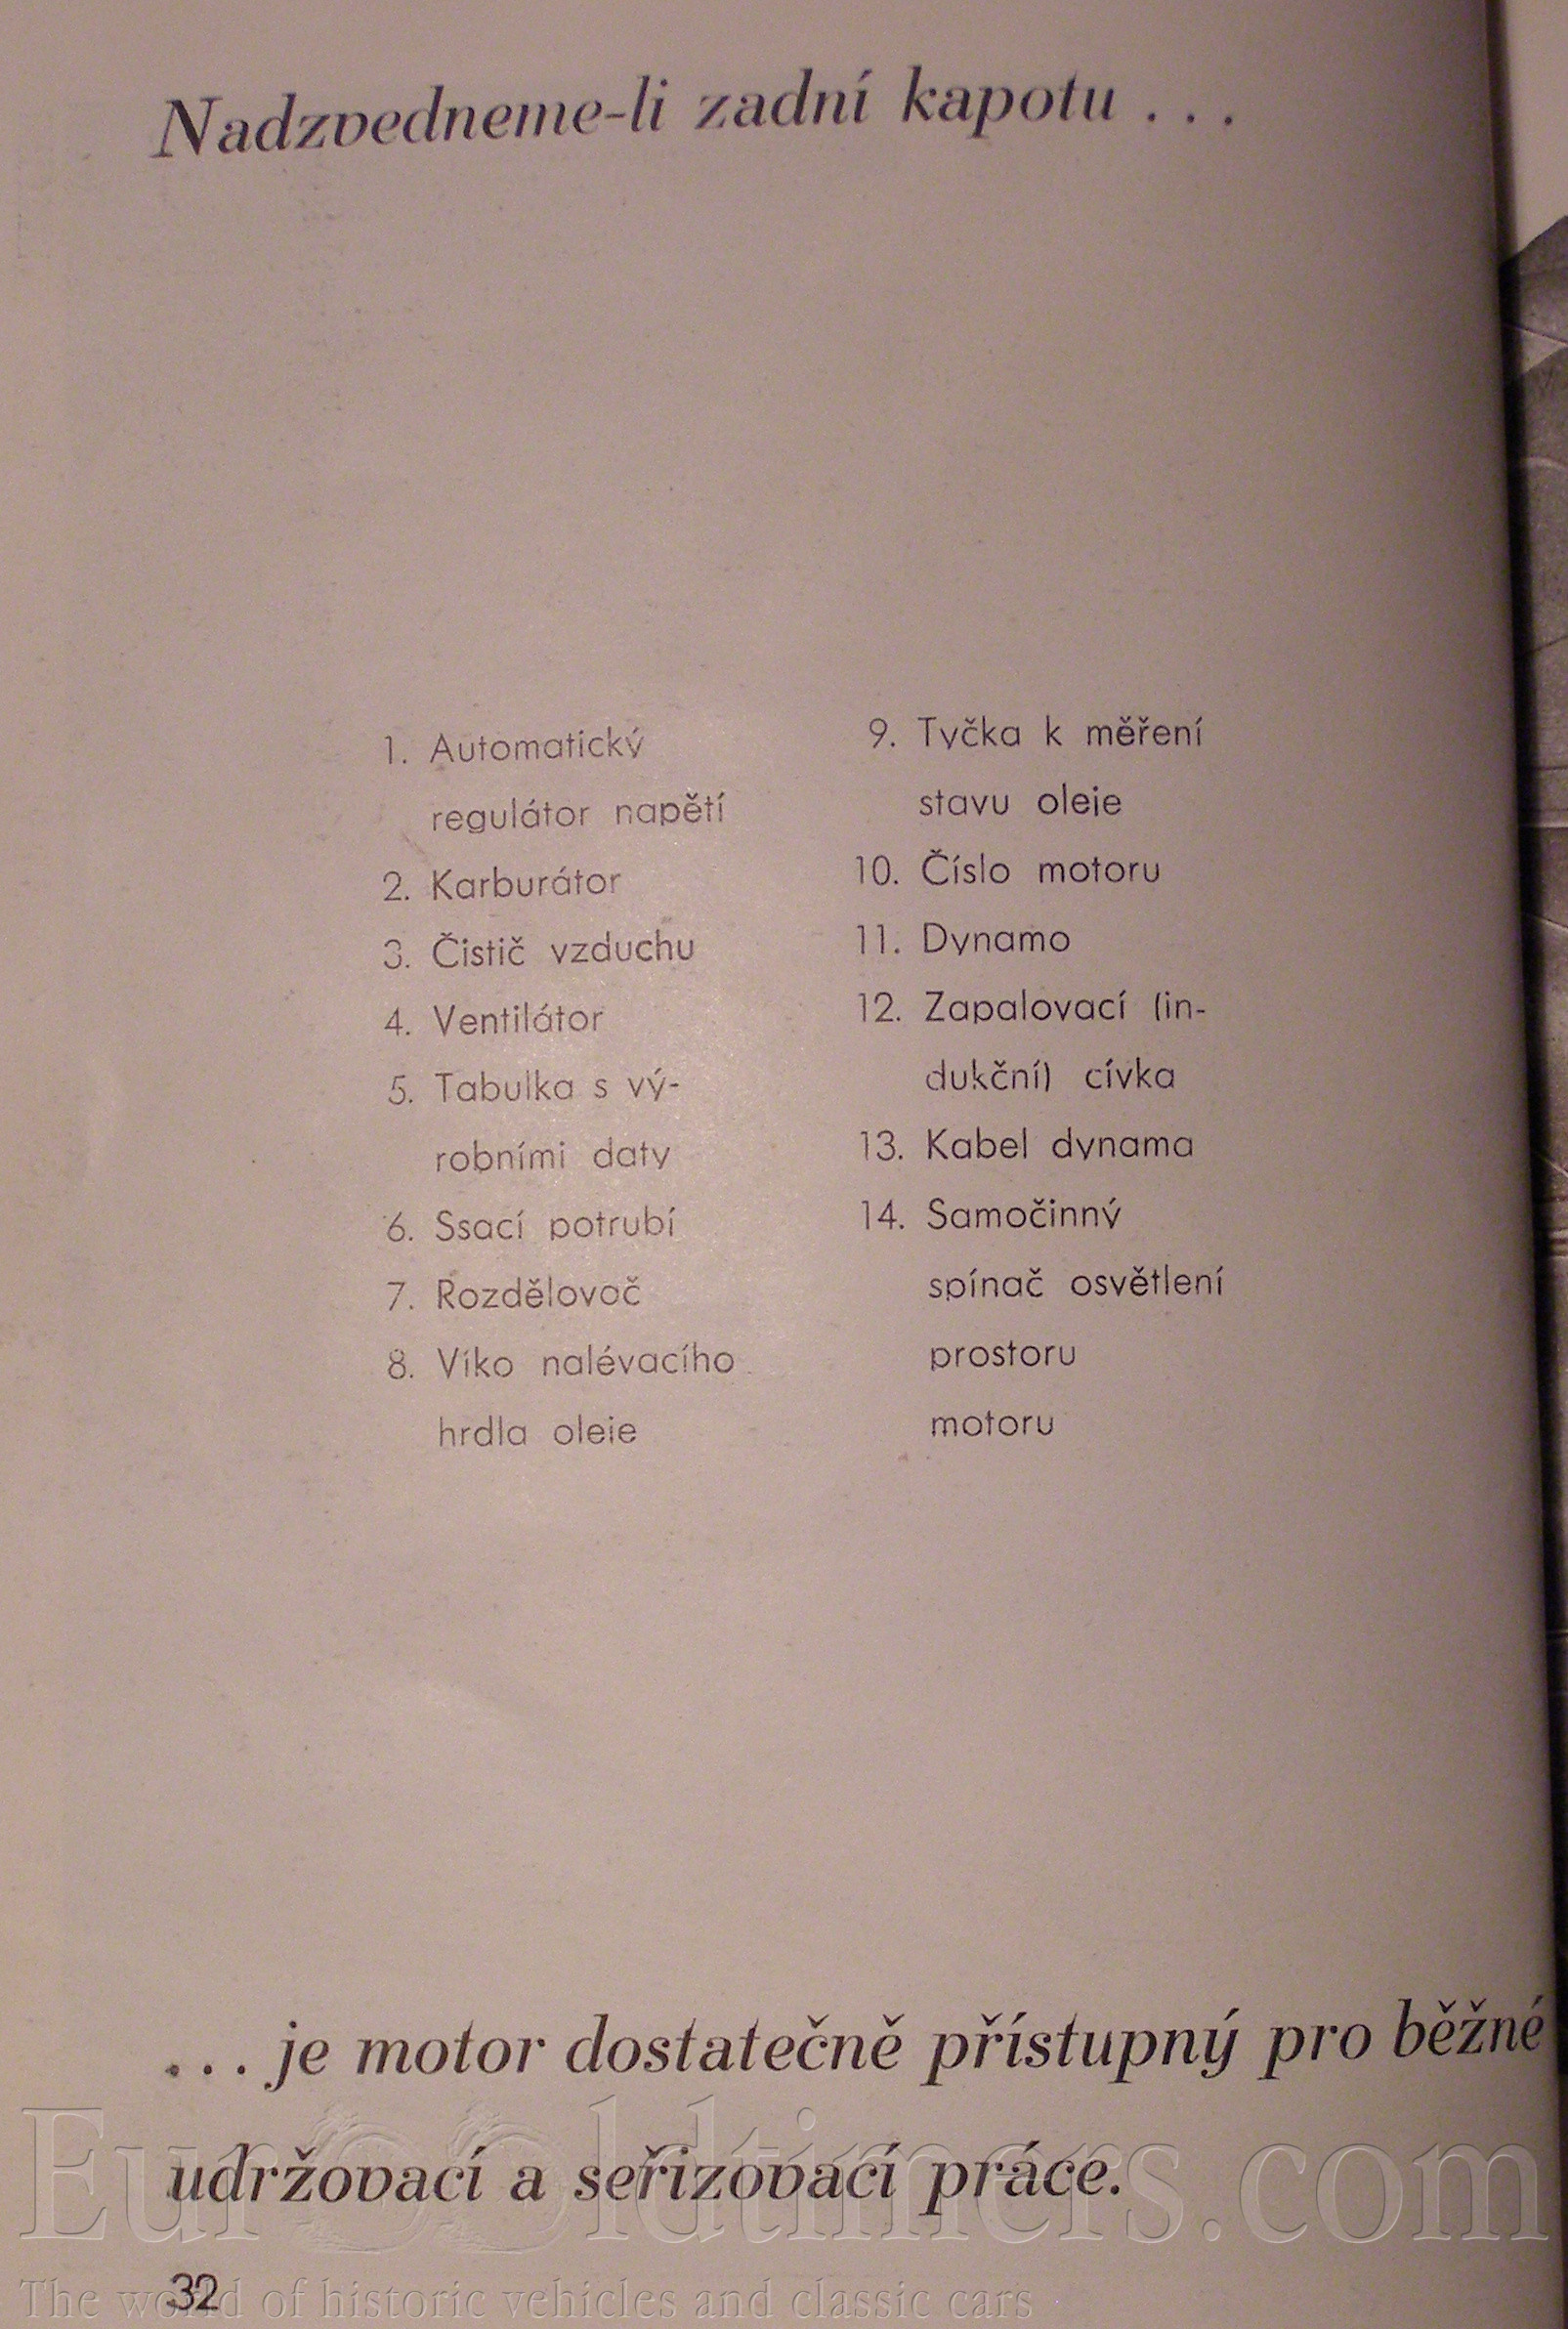 Nadzvedneme-li zadní kapotu . . .
1. Automatický
regulátor napětí
2. Karburátor
3. Čistič vzduchu
4. Ventilátor
5. Tabulka s vý-
robními daty
6. Ssací potrubí
7. Rozdělovač
8. Víko nalévacího
hrdla oleje
9. Tyčka k měření
stavu oleje
10. Číslo motoru
11. Dynamo
12. Zapalovací (in-
dukční) cívka
13. Kabel dynama
14. Samočinný
spínač osvětlení
prostoru
motoru
. . . je motor dostatečně přístupný pro běžné
udržovací a seřizovací práce.
EuroOldtimers.com
32
The world of historic vehicles and classic cars